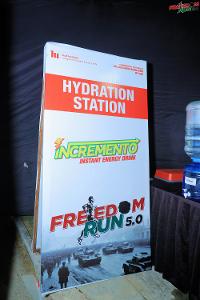 HYDRATION
STATION
INCREMENTO
INSTANT ENERGY DRINK
FREEDOM
RUN 5.0